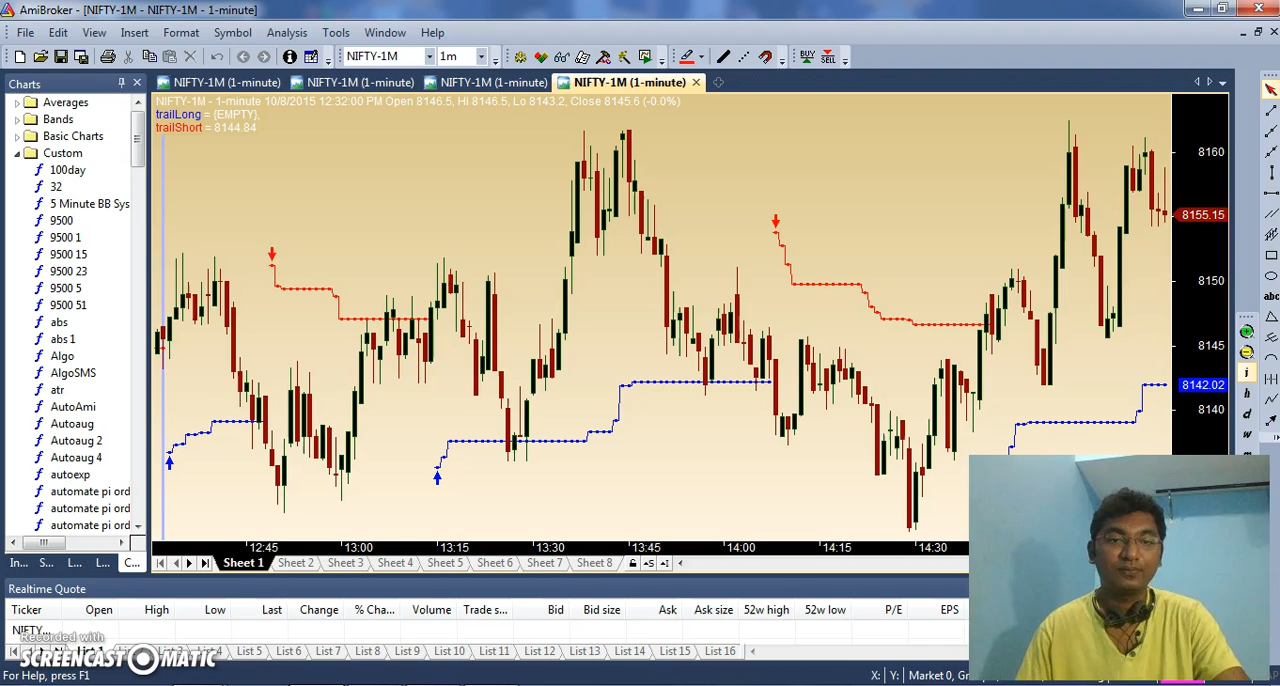 AmiBroker - [NIFTY-1M - NIFTY-1M - 1-minute]
File Edit View Insert Format Symbol Analysis Tools Window Help
NIFTY-1M 1m BUY SELL
Charts
NIFTY-1M (1-minute) NIFTY-1M (1-minute) NIFTY-1M (1-minute) NIFTY-1M (1-minute)
NIFTY-1M - 1-minute 10/8/2015 12:32:00 PM Open 8146.5, Hi 8146.5, Lo 8143.2, Close 8145.6 (-0.0%)
trailLong = {EMPTY},
trailShort = 8144.84
Averages
Bands
Basic Charts
Custom
100day
32
5 Minute BB Sys
9500
9500 1
9500 15
9500 23
9500 5
9500 51
abs
abs 1
Algo
AlgoSMS
atr
AutoAmi
Autoaug
Autoaug 2
Autoaug 4
autoexp
automate pi ord
automate pi ord
automate pi ord
8160
8155.15
8150
8145
8142.02
8140
abc
i
h
d
w
12:45 13:00 13:15 13:30 13:45 14:00 14:15 14:30
In... S... L... L... C...
Sheet 1 Sheet 2 Sheet 3 Sheet 4 Sheet 5 Sheet 6 Sheet 7 Sheet 8
Realtime Quote
Ticker Open High Low Last Change % Cha... Volume Trade s... Bid Bid size Ask Ask size 52w high 52w low P/E EPS
NIFTY...
Recorded with
SCREENCAST-O-MATIC
List 5 List 6 List 7 List 8 List 9 List 10 List 11 List 12 List 13 List 14 List 15 List 16
For Help, press F1
X: Y: Market 0, Gr